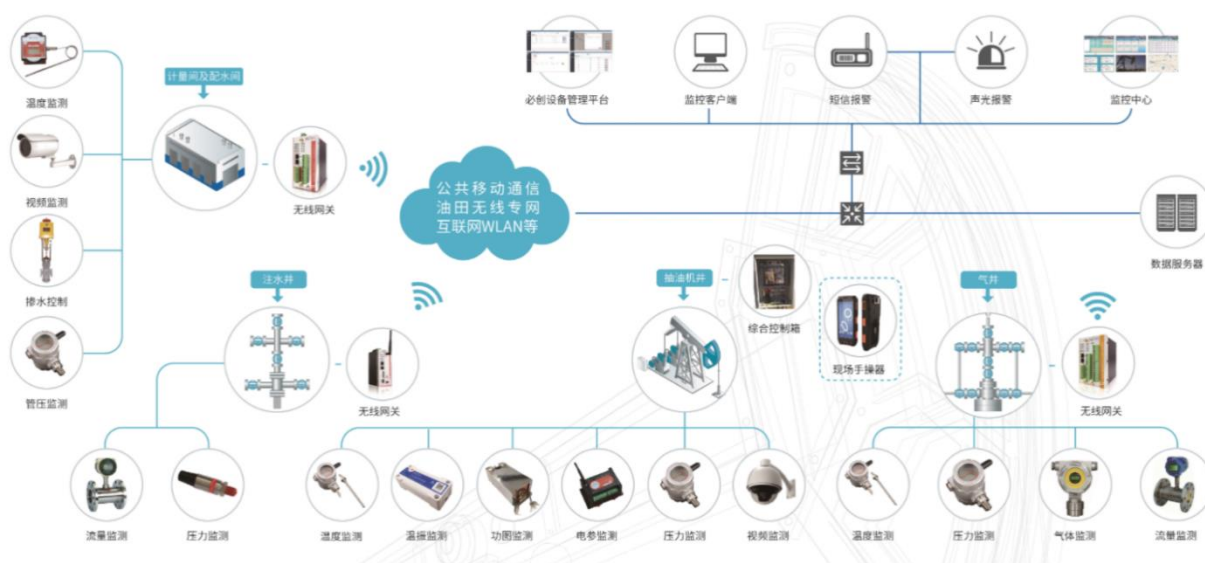 必创设备管理平台
监控客户端
短信报警
声光报警
监控中心
温度监测
计量间及配水间
视频监测
无线网关
公共移动通信
油田无线专网
互联网WLAN等
数据服务器
掺水控制
注水井
抽油机井
综合控制箱
气井
现场手操器
管压监测
无线网关
无线网关
流量监测
压力监测
温度监测
温振监测
功图监测
电参监测
压力监测
视频监测
温度监测
压力监测
气体监测
流量监测